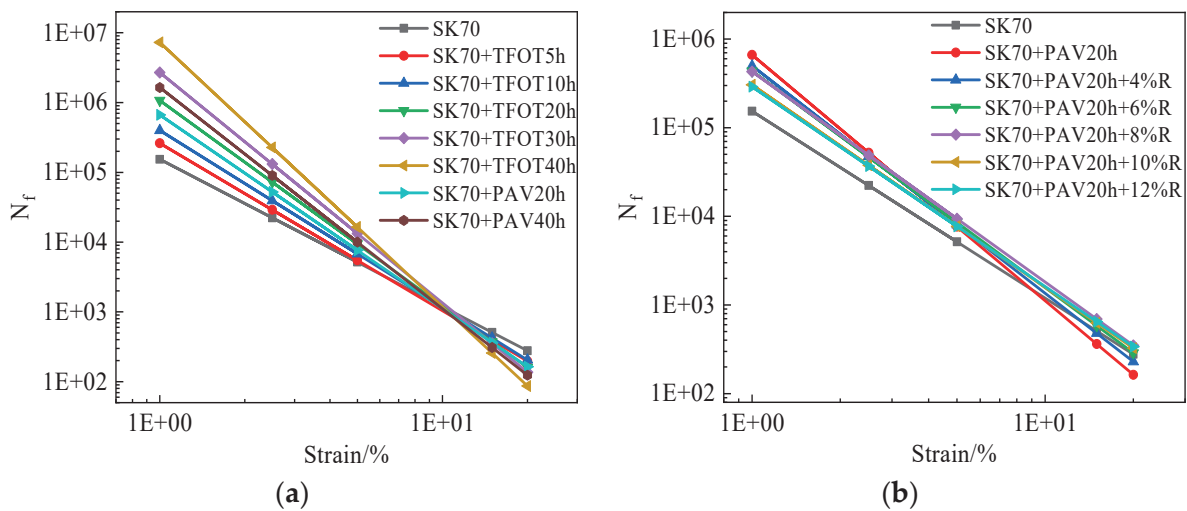 1E+07
1E+06
1E+05
1E+04
1E+03
1E+02
N_f
SK70
SK70+TFOT5h
SK70+TFOT10h
SK70+TFOT20h
SK70+TFOT30h
SK70+TFOT40h
SK70+PAV20h
SK70+PAV40h
1E+00
1E+01
Strain/%
(a)
1E+06
1E+05
1E+04
1E+03
1E+02
N_f
SK70
SK70+PAV20h
SK70+PAV20h+4%R
SK70+PAV20h+6%R
SK70+PAV20h+8%R
SK70+PAV20h+10%R
SK70+PAV20h+12%R
1E+00
1E+01
Strain/%
(b)